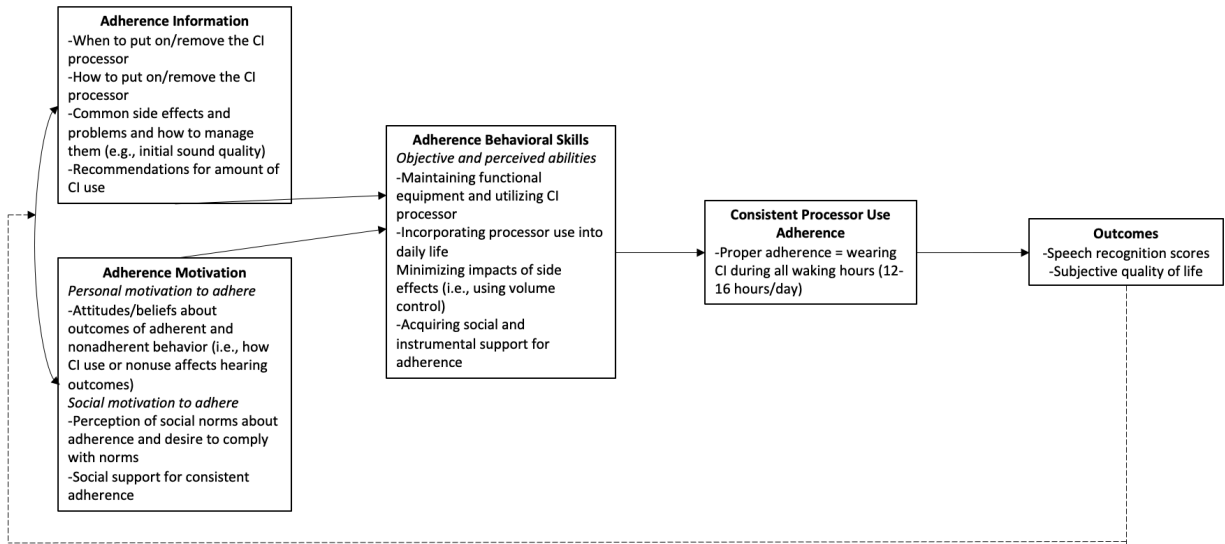 Adherence Information
-When to put on/remove the CI
processor
-How to put on/remove the CI
processor
-Common side effects and
problems and how to manage
them (e.g., initial sound quality)
-Recommendations for amount of
CI use
Adherence Motivation
Personal motivation to adhere
-Attitudes/beliefs about
outcomes of adherent and
nonadherent behavior (i.e., how
CI use or nonuse affects hearing
outcomes)
Social motivation to adhere
-Perception of social norms about
adherence and desire to comply
with norms
-Social support for consistent
adherence
Adherence Behavioral Skills
Objective and perceived abilities
-Maintaining functional
equipment and utilizing CI
processor
-Incorporating processor use into
daily life
Minimizing impacts of side
effects (i.e., using volume
control)
-Acquiring social and
instrumental support for
adherence
Consistent Processor Use
Adherence
-Proper adherence = wearing
CI during all waking hours (12-
16 hours/day)
Outcomes
-Speech recognition scores
-Subjective quality of life